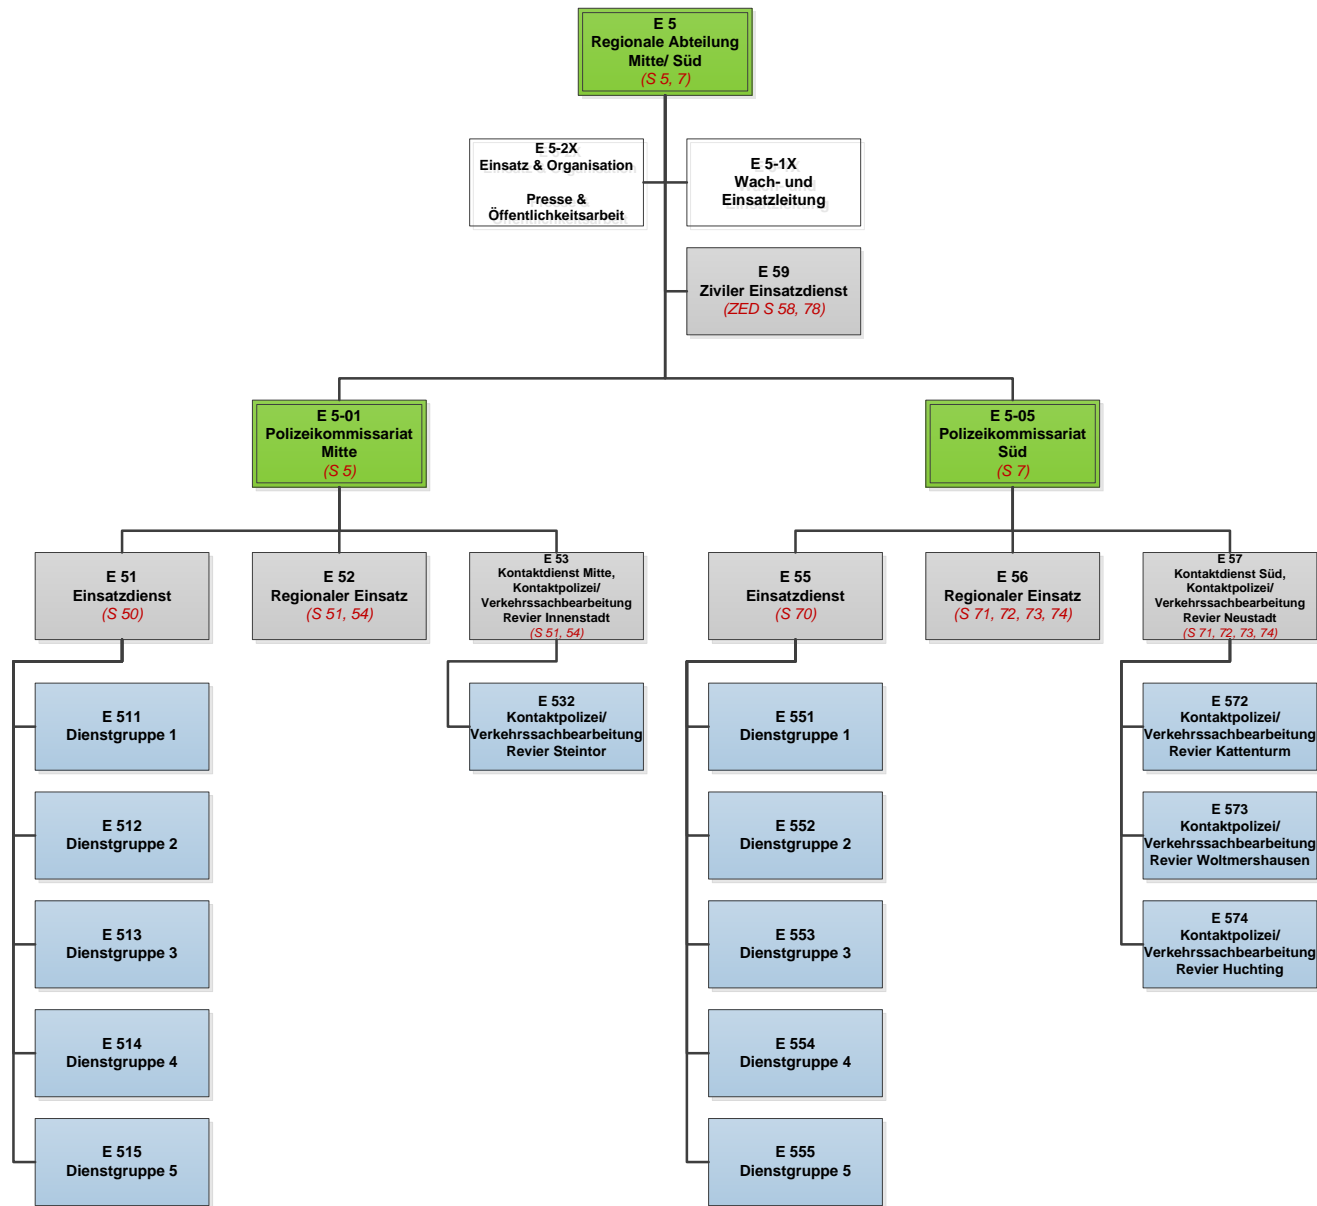 E 5
Regionale Abteilung
Mitte/ Süd
(S 5, 7)
E 5-2X
Einsatz & Organisation
Presse &
Öffentlichkeitsarbeit
E 5-1X
Wach- und
Einsatzleitung
E 59
Ziviler Einsatzdienst
(ZED S 58, 78)
E 5-01
Polizeikommissariat
Mitte
(S 5)
E 5-05
Polizeikommissariat
Süd
(S 7)
E 51
Einsatzdienst
(S 50)
E 52
Regionaler Einsatz
(S 51, 54)
E 53
Kontaktdienst Mitte,
Kontaktpolizei/
Verkehrssachbearbeitung
Revier Innenstadt
(S 51, 54)
E 55
Einsatzdienst
(S 70)
E 56
Regionaler Einsatz
(S 71, 72, 73, 74)
E 57
Kontaktdienst Süd,
Kontaktpolizei/
Verkehrssachbearbeitung
Revier Neustadt
(S 71, 72, 73, 74)
E 511
Dienstgruppe 1
E 532
Kontaktpolizei/
Verkehrssachbearbeitung
Revier Steintor
E 551
Dienstgruppe 1
E 572
Kontaktpolizei/
Verkehrssachbearbeitung
Revier Kattenturm
E 512
Dienstgruppe 2
E 552
Dienstgruppe 2
E 573
Kontaktpolizei/
Verkehrssachbearbeitung
Revier Woltmershausen
E 513
Dienstgruppe 3
E 553
Dienstgruppe 3
E 574
Kontaktpolizei/
Verkehrssachbearbeitung
Revier Huchting
E 514
Dienstgruppe 4
E 554
Dienstgruppe 4
E 515
Dienstgruppe 5
E 555
Dienstgruppe 5